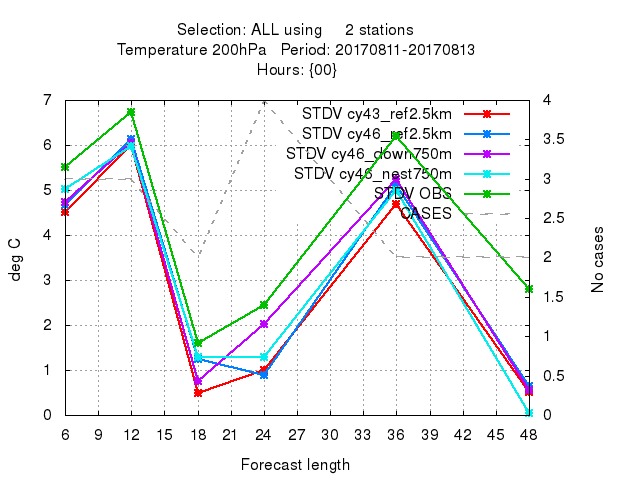 Selection: ALL using 2 stations
Temperature 200hPa Period: 20170811-20170813
Hours: {00}
7 4
STDV cy43_ref2.5km
6 STDV cy46_ref2.5km 3.5
STDV cy46_down750m
STDV cy46_nest750m 3
5 STDV OBS
CASES 2.5
4
deg C 2 No cases
3
1.5
2
1
1 0.5
0 0
6 9 12 15 18 21 24 27 30 33 36 39 42 45 48
Forecast length